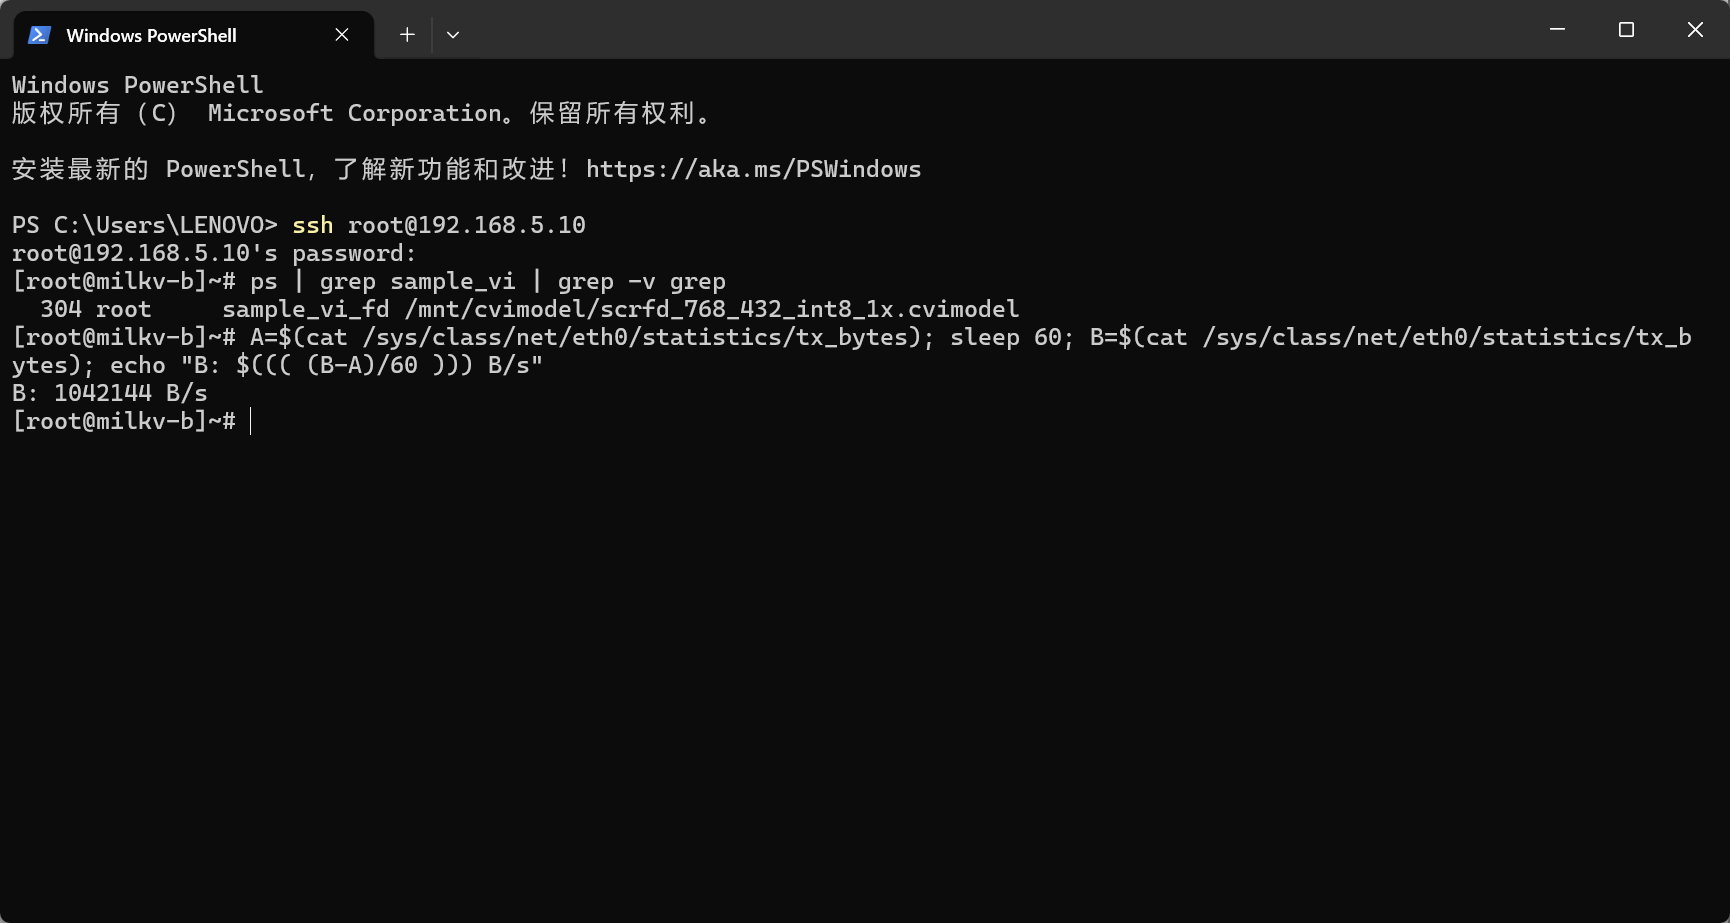 Windows PowerShell
Windows PowerShell
版权所有 (C) Microsoft Corporation。保留所有权利。
安装最新的 PowerShell，了解新功能和改进！https://aka.ms/PSWindows
PS C:\Users\LENOVO> ssh root@192.168.5.10
root@192.168.5.10's password:
[root@milkv-b]~# ps | grep sample_vi | grep -v grep
  304 root     sample_vi_fd /mnt/cvimodel/scrfd_768_432_int8_1x.cvimodel
[root@milkv-b]~# A=$(cat /sys/class/net/eth0/statistics/tx_bytes); sleep 60; B=$(cat /sys/class/net/eth0/statistics/tx_b
ytes); echo "B: $((( (B-A)/60 ))) B/s"
B: 1042144 B/s
[root@milkv-b]~#